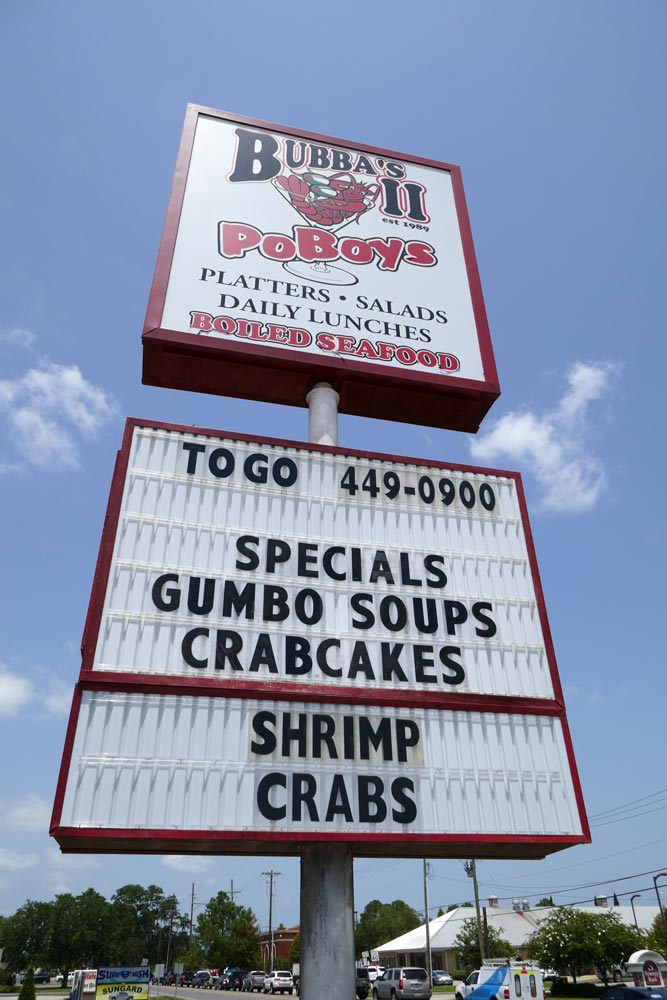 BUBBA'S
II
est 1989
PoBoys
PLATTERS • SALADS
DAILY LUNCHES
BOILED SEAFOOD
TO GO 449-0900
SPECIALS
GUMBO SOUPS
CRABCAKES
SHRIMP
CRABS
SUNGARD